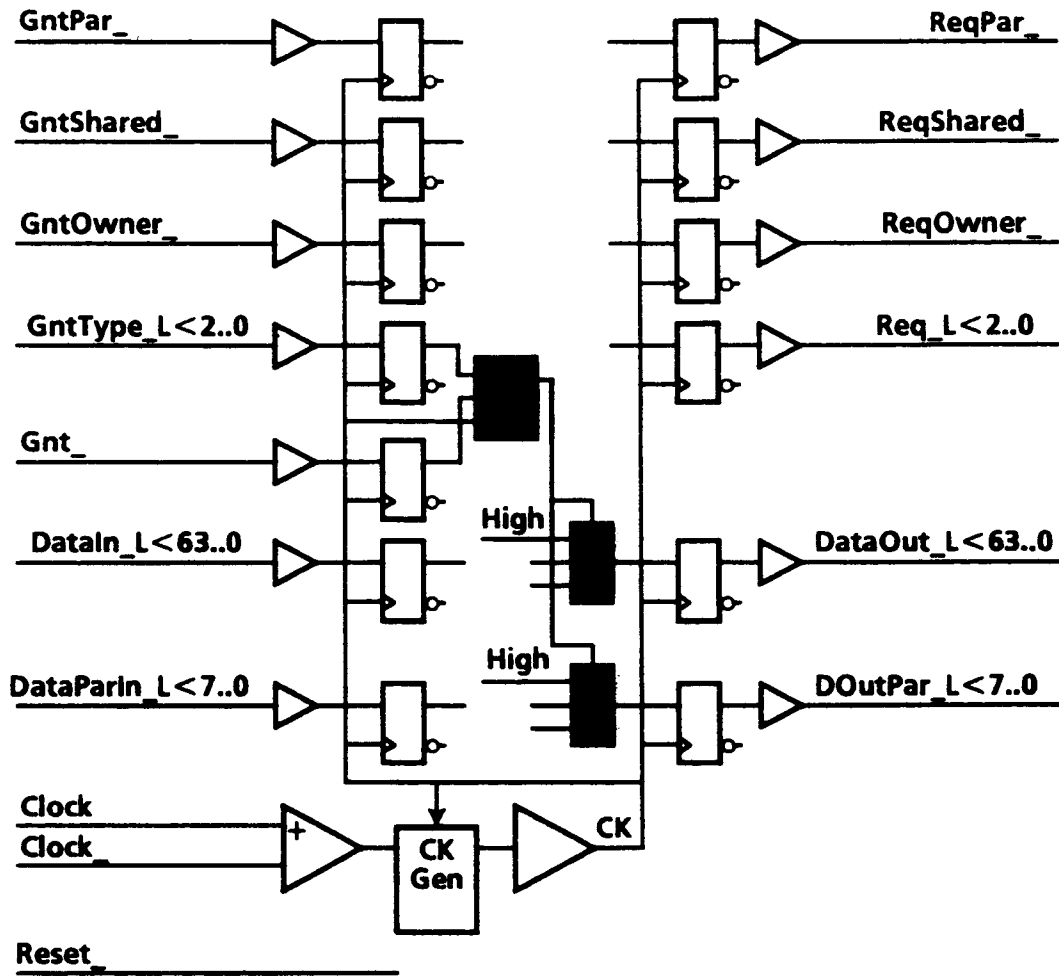 GntPar_
ReqPar_
GntShared_
ReqShared_
GntOwner_
ReqOwner_
GntType_L<2..0
Req_L<2..0
Gnt_
High
DataIn_L<63..0
DataOut_L<63..0
High
DataParIn_L<7..0
DOutPar_L<7..0
Clock
+
CK
Clock_
CK
Gen
Reset_